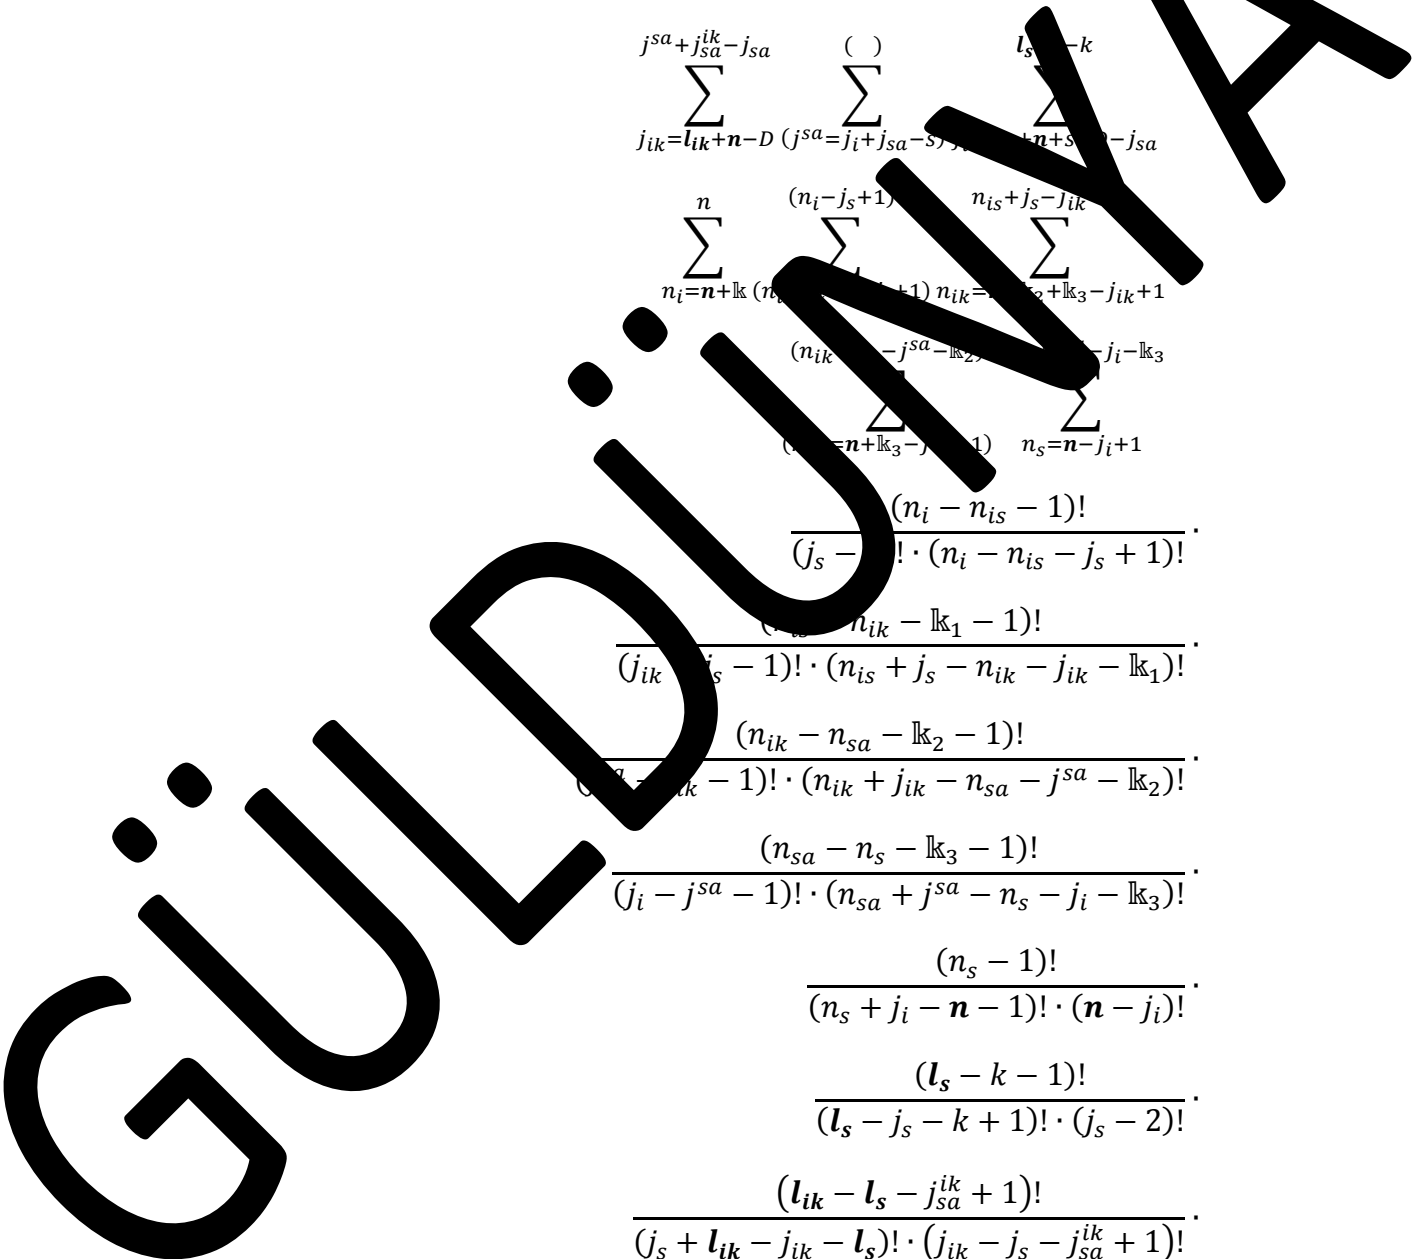 j^{sa}+j_{sa}^{ik}-j_{sa} ( ) -k
∑ ∑ ∑
j_{ik}=l_{ik}+n-D (j^{sa}=j_i+j_{sa}-s) -j_{sa}
n (n_i-j_s+1) n_{is}+j_s-j_{ik}
∑ ∑ ∑
n_i=n+𝕜 +1) n_{ik}= +𝕜_3-j_{ik}+1
(n_{ik} -j^{sa}-𝕜_2) -j_i-𝕜_3
∑ ∑
=n+𝕜_3-j 1) n_s=n-j_i+1
(n_i - n_{is} - 1)!
(j_s - )! · (n_i - n_{is} - j_s + 1)! ·
n_{ik} - 𝕜_1 - 1)!
(j_{ik} j_s - 1)! · (n_{is} + j_s - n_{ik} - j_{ik} - 𝕜_1)! ·
(n_{ik} - n_{sa} - 𝕜_2 - 1)!
- 1)! · (n_{ik} + j_{ik} - n_{sa} - j^{sa} - 𝕜_2)! ·
(n_{sa} - n_s - 𝕜_3 - 1)!
(j_i - j^{sa} - 1)! · (n_{sa} + j^{sa} - n_s - j_i - 𝕜_3)! ·
(n_s - 1)!
(n_s + j_i - n - 1)! · (n - j_i)! ·
(l_s - k - 1)!
(l_s - j_s - k + 1)! · (j_s - 2)! ·
(l_{ik} - l_s - j_{sa}^{ik} + 1)!
(j_s + l_{ik} - j_{ik} - l_s)! · (j_{ik} - j_s - j_{sa}^{ik} + 1)! ·
GÜLDÜNYA